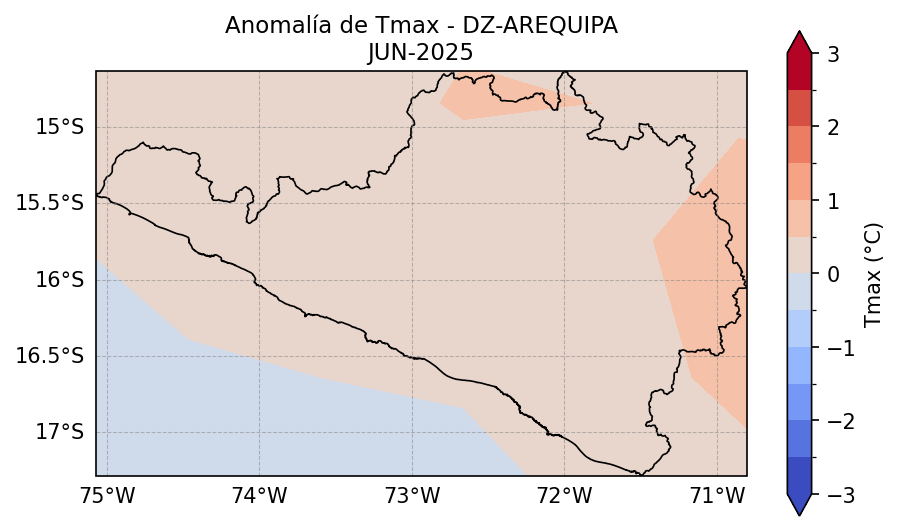 Anomalía de Tmax - DZ-AREQUIPA
JUN-2025
15°S
15.5°S
16°S
16.5°S
17°S
75°W
74°W
73°W
72°W
71°W
3
2
1
0
−1
−2
−3
Tmax (°C)